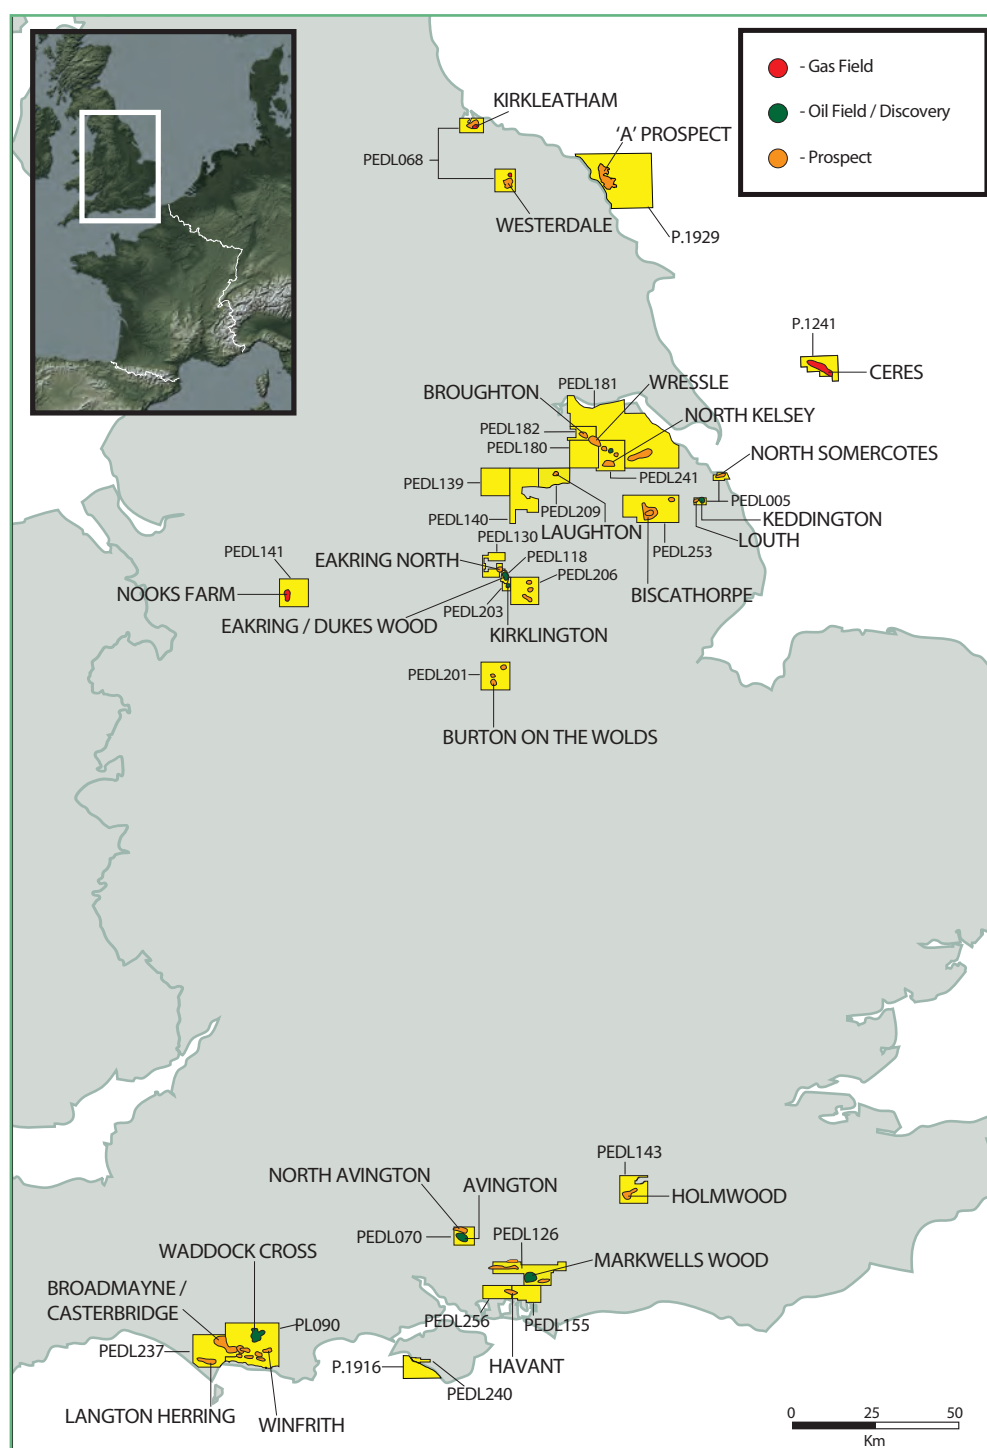 - Gas Field
- Oil Field / Discovery
- Prospect
KIRKLEATHAM
'A' PROSPECT
PEDL068
WESTERDALE
P.1929
P.1241
CERES
PEDL181
WRESSLE
BROUGHTON
NORTH KELSEY
PEDL182
PEDL180
NORTH SOMERCOTES
PEDL139
PEDL241
PEDL005
PEDL209
KEDDINGTON
PEDL140
LAUGHTON
LOUTH
PEDL130
PEDL253
PEDL141
EAKRING NORTH
PEDL118
PEDL206
NOOKS FARM
BISCATHORPE
PEDL203
EAKRING / DUKES WOOD
KIRKLINGTON
PEDL201
BURTON ON THE WOLDS
PEDL143
NORTH AVINGTON
AVINGTON
HOLMWOOD
PEDL070
PEDL126
WADDOCK CROSS
MARKWELLS WOOD
BROADMAYNE /
CASTERBRIDGE
PL090
PEDL256
PEDL155
PEDL237
P.1916
HAVANT
PEDL240
LANGTON HERRING
WINFRITH
0 25 50
Km